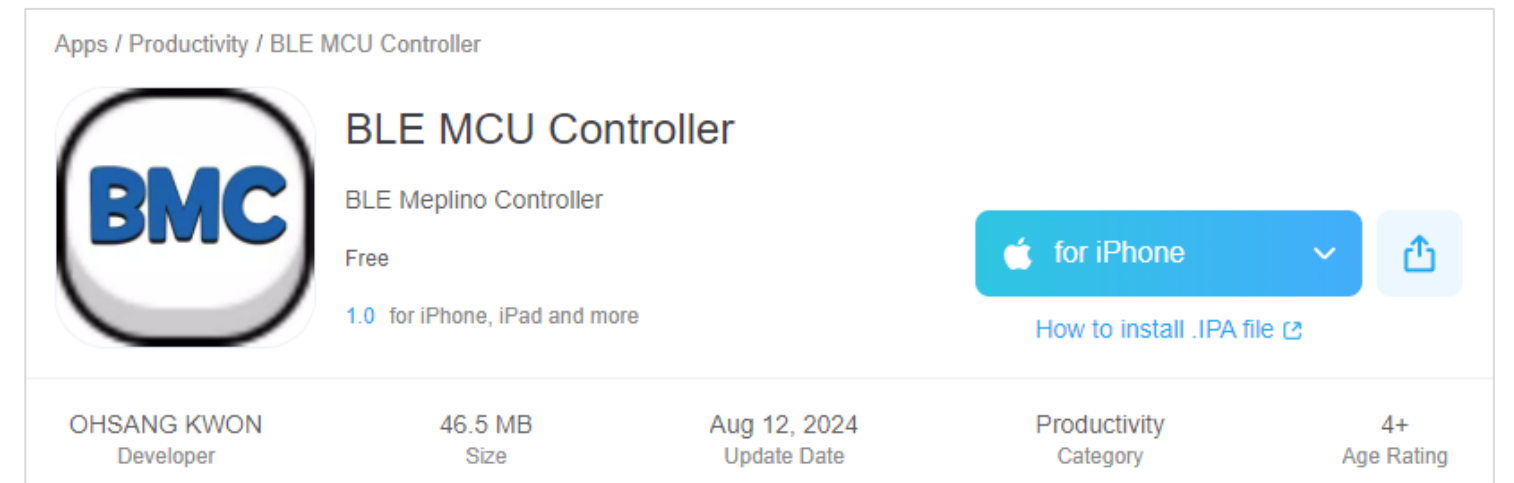 Apps / Productivity / BLE MCU Controller
BMC
BLE MCU Controller
BLE Meplino Controller
Free
1.0 for iPhone, iPad and more
for iPhone
How to install .IPA file
OHSANG KWON
Developer
46.5 MB
Size
Aug 12, 2024
Update Date
Productivity
Category
4+
Age Rating